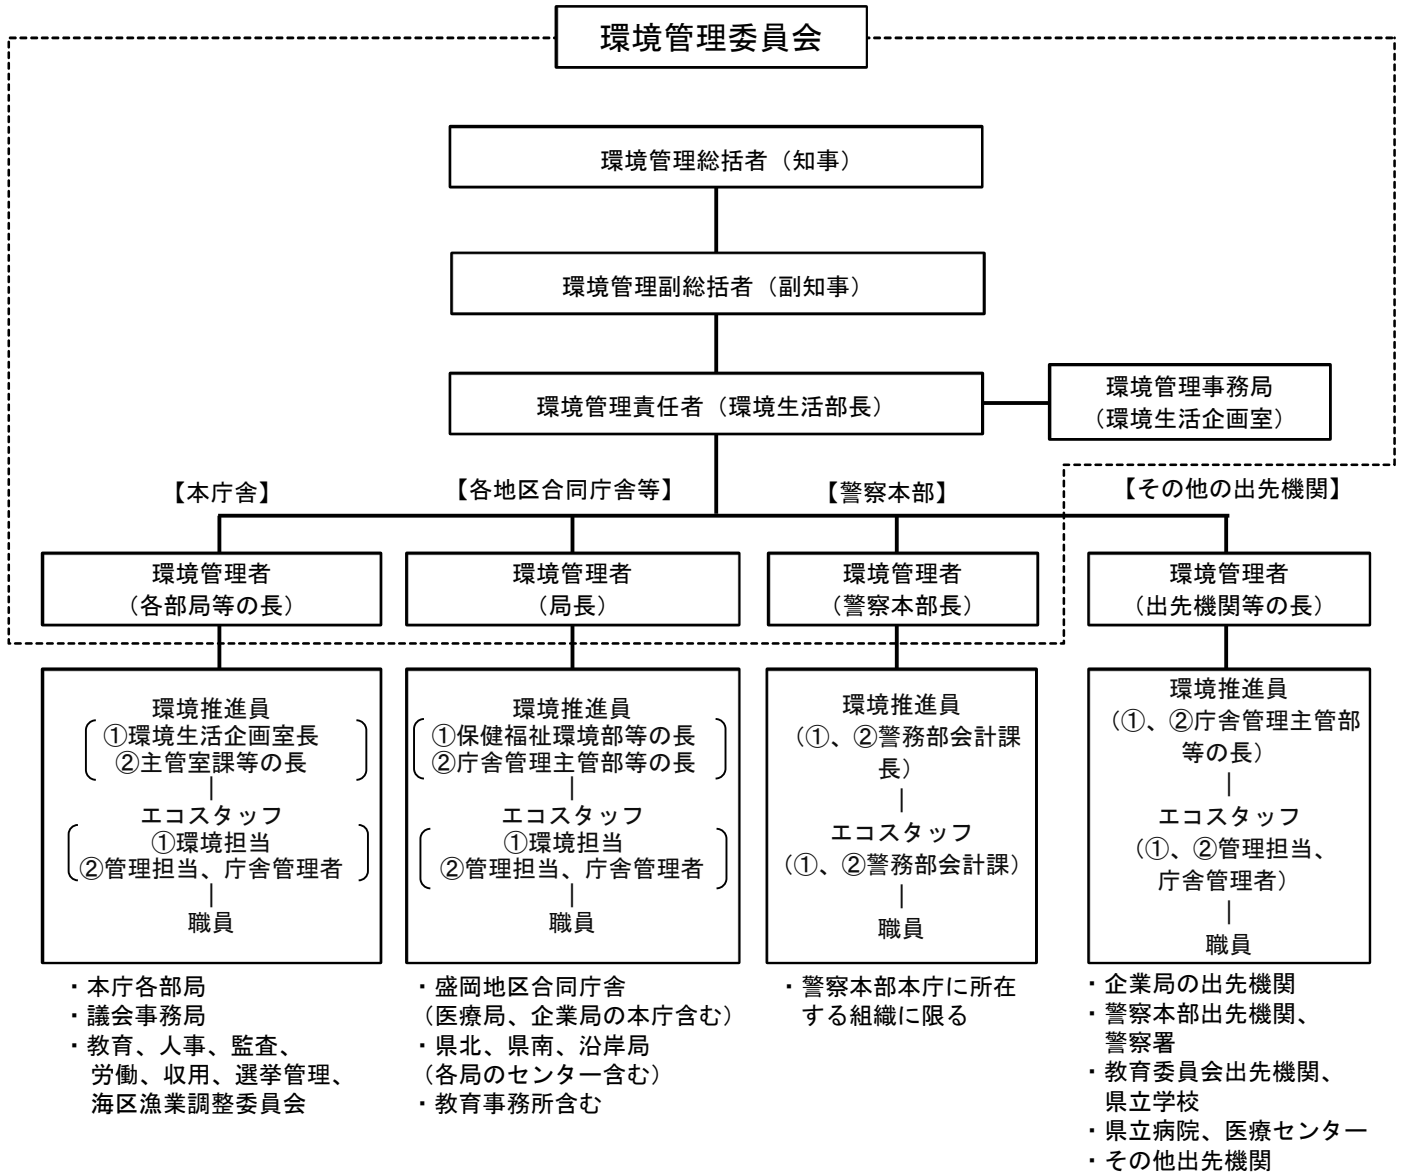 環境管理委員会
環境管理総括者（知事）
環境管理副総括者（副知事）
環境管理責任者（環境生活部長）
環境管理事務局
（環境生活企画室）
【本庁舎】
【各地区合同庁舎等】
【警察本部】
【その他の出先機関】
環境管理者
（各部局等の長）
環境管理者
（局長）
環境管理者
（警察本部長）
環境管理者
（出先機関等の長）
環境推進員
①環境生活企画室長
②主管室課等の長
｜
エコスタッフ
①環境担当
②管理担当、庁舎管理者
｜
職員
環境推進員
①保健福祉環境部等の長
②庁舎管理主管部等の長
｜
エコスタッフ
①環境担当
②管理担当、庁舎管理者
｜
職員
環境推進員
（①、②警務部会計課
長）
｜
エコスタッフ
（①、②警務部会計課）
｜
職員
環境推進員
（①、②庁舎管理主管部
等の長）
｜
エコスタッフ
（①、②管理担当、
庁舎管理者）
｜
職員
・本庁各部局
・議会事務局
・教育、人事、監査、
労働、収用、選挙管理、
海区漁業調整委員会
・盛岡地区合同庁舎
（医療局、企業局の本庁含む）
・県北、県南、沿岸局
（各局のセンター含む）
・教育事務所含む
・警察本部本庁に所在
する組織に限る
・企業局の出先機関
・警察本部出先機関、
警察署
・教育委員会出先機関、
県立学校
・県立病院、医療センター
・その他出先機関